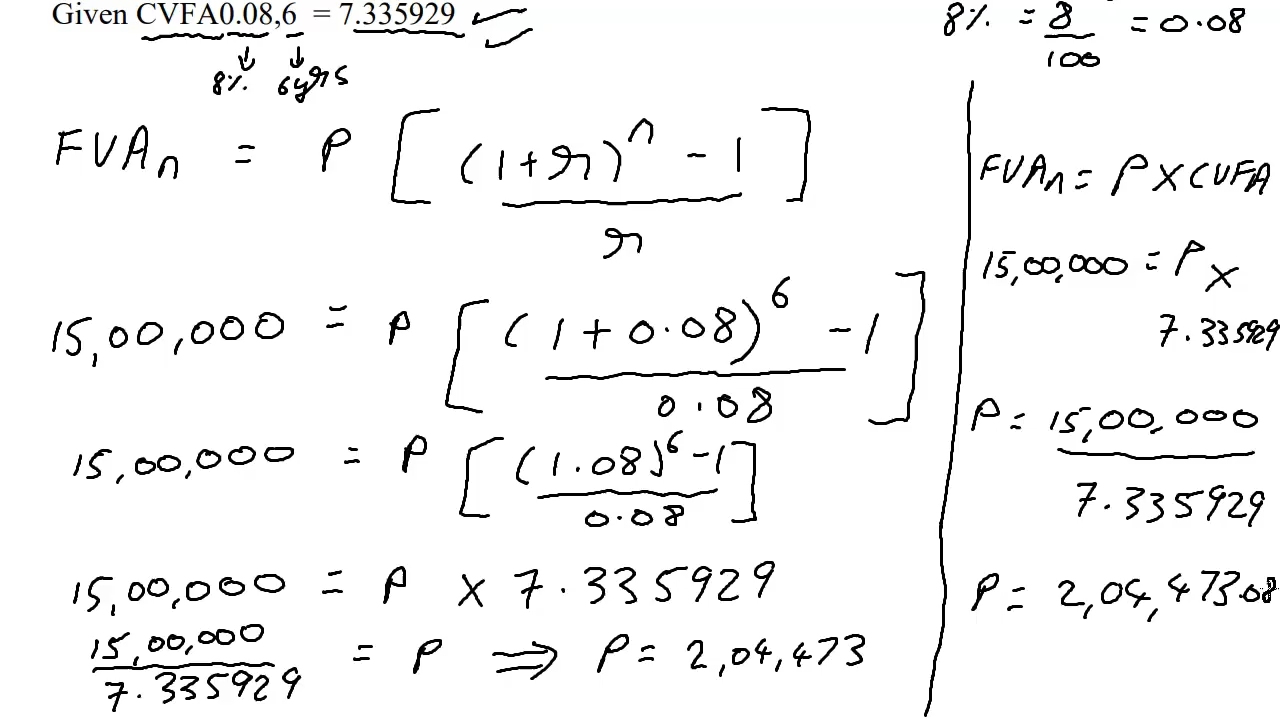 Given CVFA0.08,6 = 7.335929
8% 6yrs
FVAn = P [ (1+r)^n - 1 ]
r
15,00,000 = P [ (1 + 0.08)^6 - 1 ]
0.08
15,00,000 = P [ (1.08)^6 - 1 ]
0.08
15,00,000 = P x 7.335929
15,00,000
7.335929
= P ⇒ P = 2,04,473
8% = 8 = 0.08
100
FVAn = P x CVFA
15,00,000 = P x
7.335929
P = 15,00,000
7.335929
P = 2,04,473.08